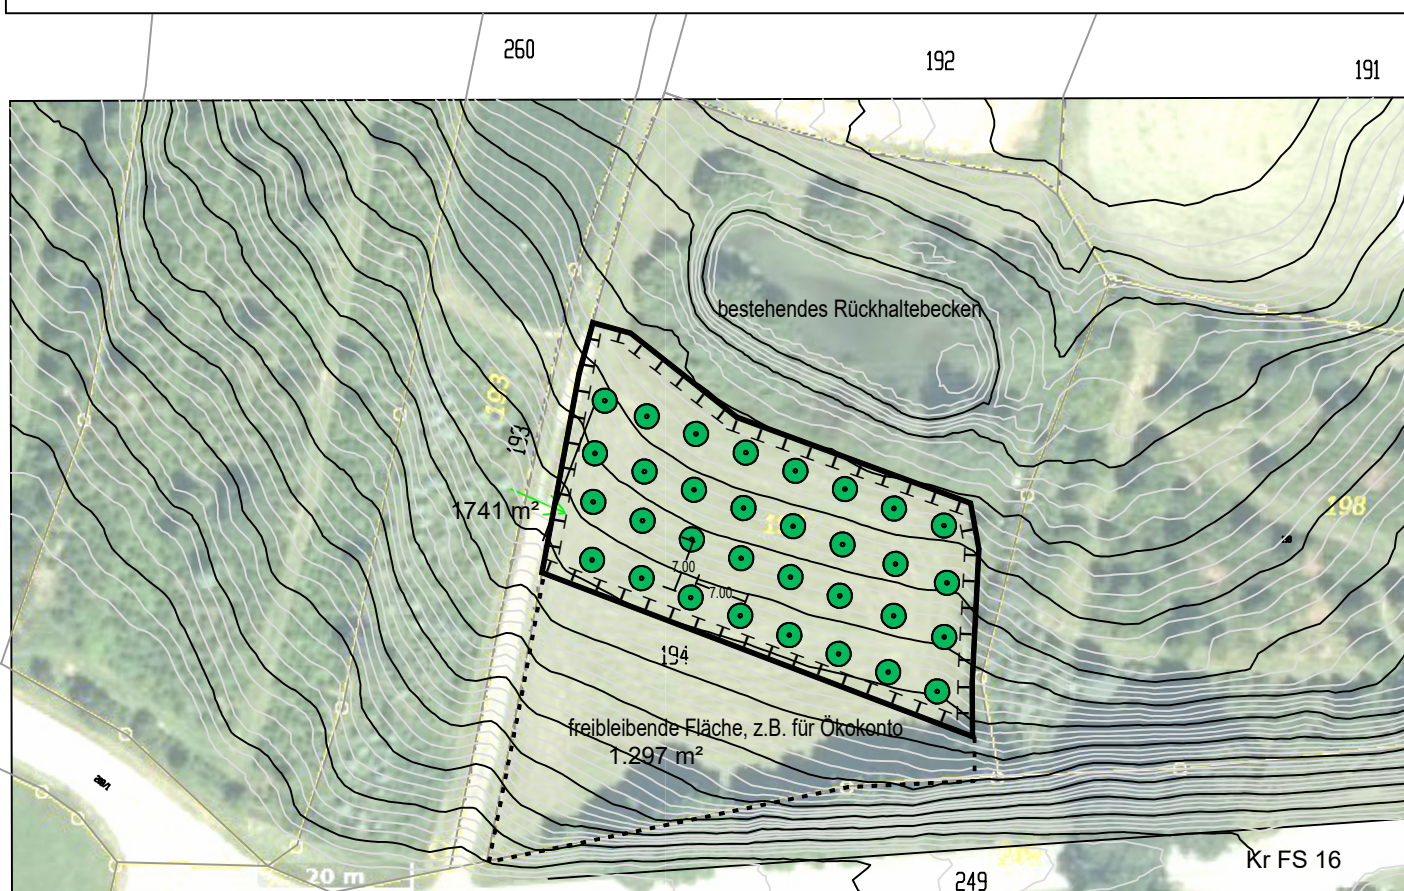 260
192
191
bestehendes Rückhaltebecken
193
193
1741 m²
198
7.00
7.00
194
freibleibende Fläche, z.B. für Ökokonto
1.297 m²
20 m
249
Kr FS 16